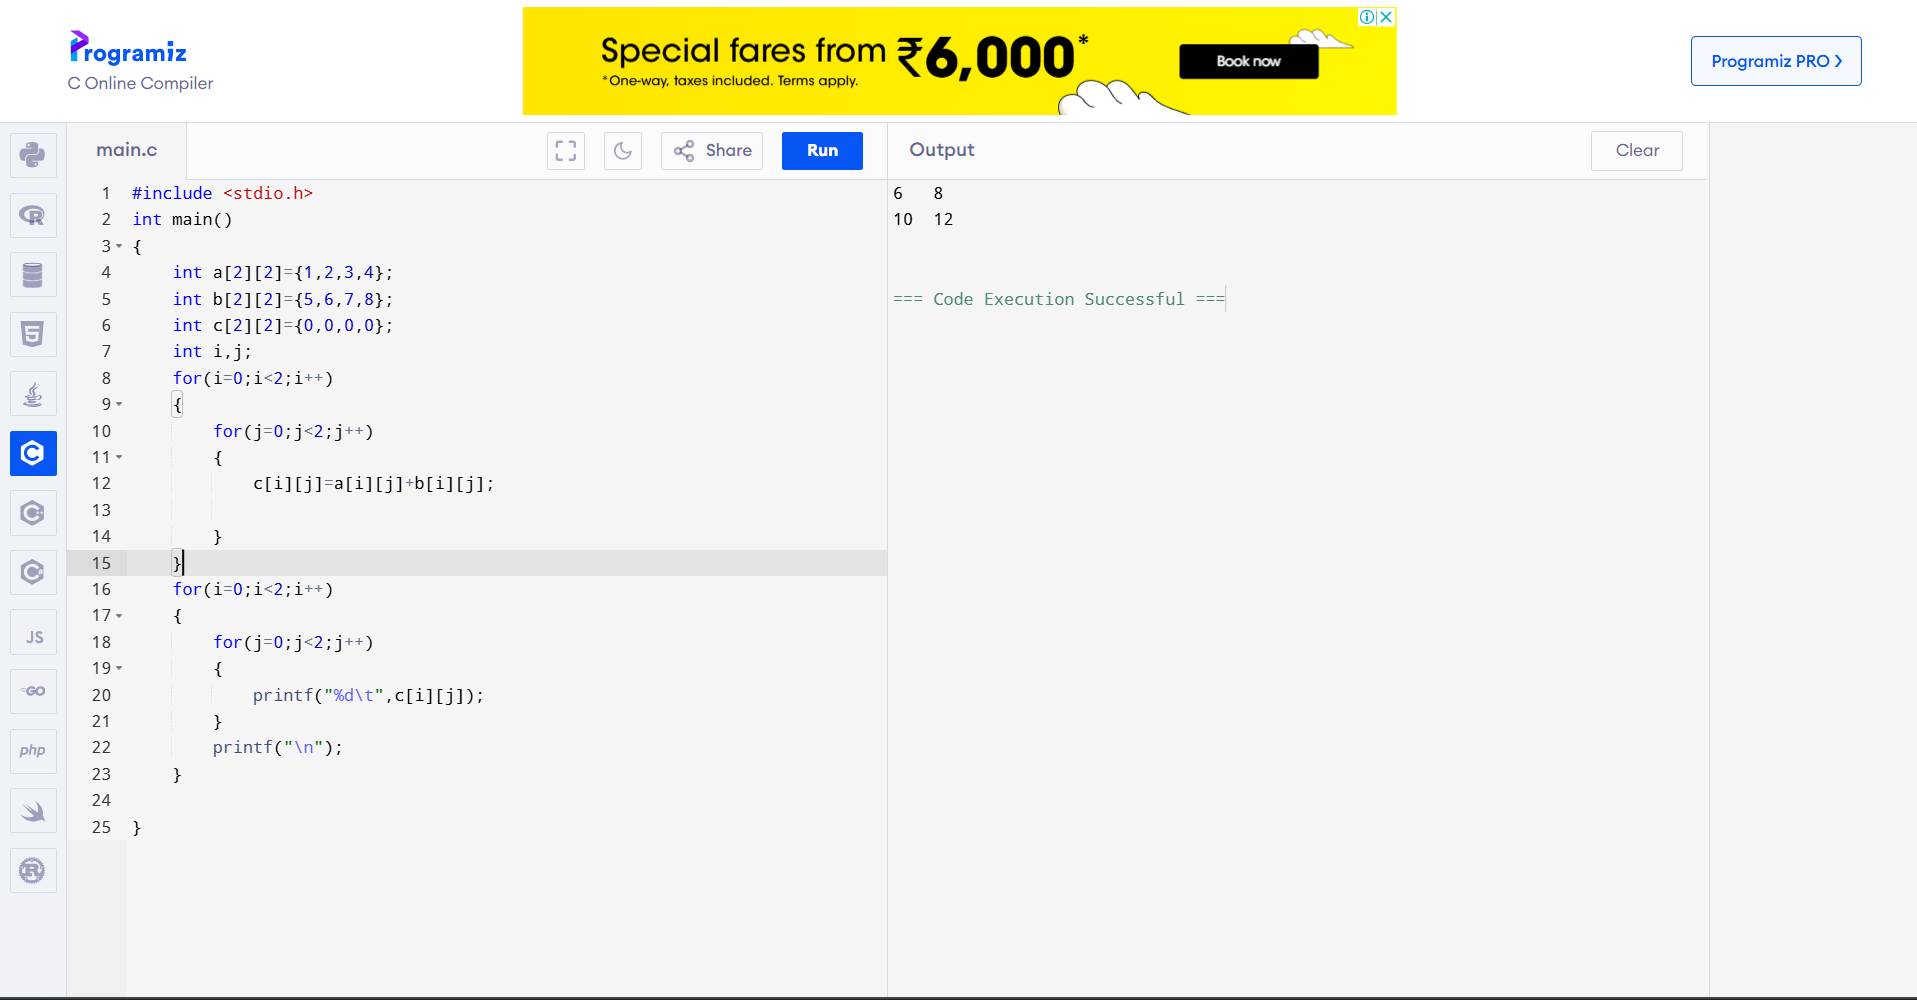 Programiz
C Online Compiler
Special fares from ₹6,000*
*One-way, taxes included. Terms apply.
Book now
Programiz PRO ›
main.c
Share
Run
Output
Clear
1 #include <stdio.h>
2 int main()
3 {
4     int a[2][2]={1,2,3,4};
5     int b[2][2]={5,6,7,8};
6     int c[2][2]={0,0,0,0};
7     int i,j;
8     for(i=0;i<2;i++)
9     {
10         for(j=0;j<2;j++)
11         {
12             c[i][j]=a[i][j]+b[i][j];
13
14         }
15     }
16     for(i=0;i<2;i++)
17     {
18         for(j=0;j<2;j++)
19         {
20             printf("%d\t",c[i][j]);
21         }
22         printf("\n");
23     }
24
25 }
6   8
10  12
=== Code Execution Successful ===
R
5
C
C
C
JS
GO
php
R